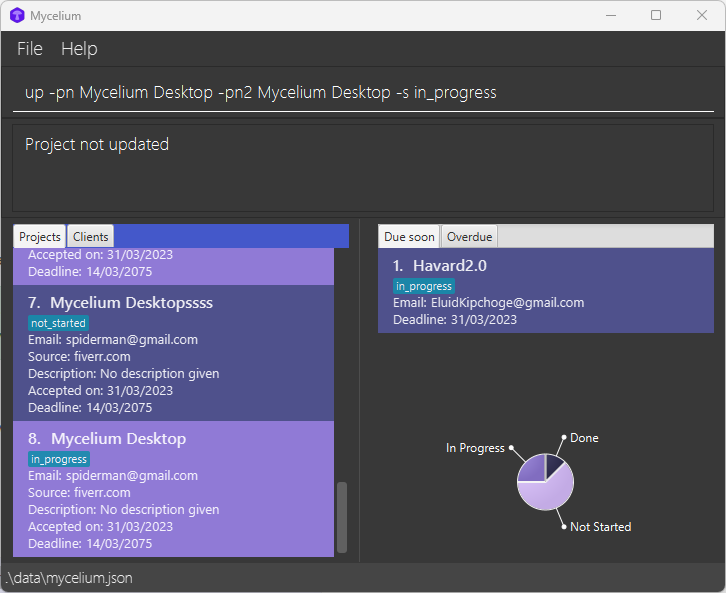 Mycelium
File Help
up -pn Mycelium Desktop -pn2 Mycelium Desktop -s in_progress
Project not updated
Projects Clients
Accepted on: 31/03/2023
Deadline: 14/03/2075
7. Mycelium Desktopssss
not_started
Email: spiderman@gmail.com
Source: fiverr.com
Description: No description given
Accepted on: 31/03/2023
Deadline: 14/03/2075
8. Mycelium Desktop
in_progress
Email: spiderman@gmail.com
Source: fiverr.com
Description: No description given
Accepted on: 31/03/2023
Deadline: 14/03/2075
Due soon Overdue
1. Havard2.0
in_progress
Email: EluidKipchoge@gmail.com
Deadline: 31/03/2023
In Progress
Done
Not Started
.\data\mycelium.json